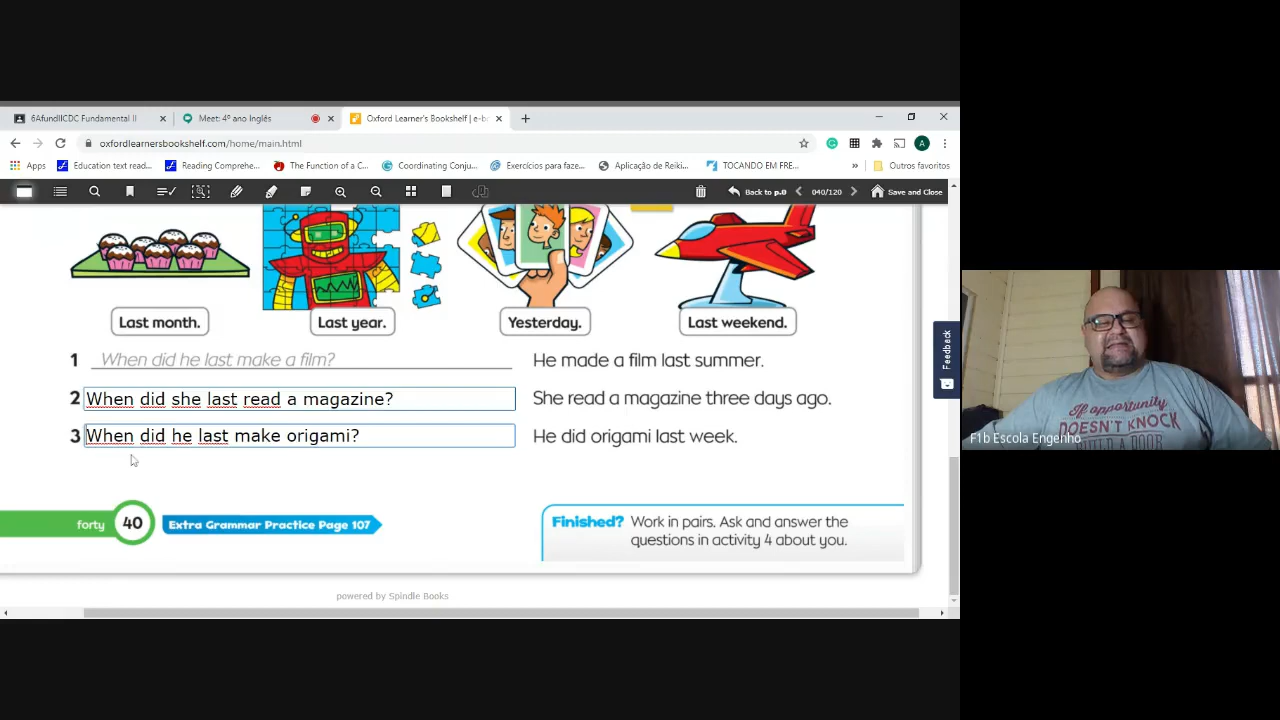 6AfundIICDC Fundamental II
Meet: 4º ano Inglês
Oxford Learner's Bookshelf | e-b
oxfordlearnersbookshelf.com/home/main.html
A
Apps
Education text read...
Reading Comprehe...
The Function of a C...
Coordinating Conju...
Exercícios para faze...
Aplicação de Reiki...
TOCANDO EM FRE...
»
Outros favoritos
Back to p.0
040/120
Save and Close
Last month.
Last year.
Yesterday.
Last weekend.
1 When did he last make a film? He made a film last summer.
2 When did she last read a magazine? She read a magazine three days ago.
3 When did he last make origami? He did origami last week.
forty 40 Extra Grammar Practice Page 107
Finished? Work in pairs. Ask and answer the
questions in activity 4 about you.
powered by Spindle Books
Feedback
If opportunity
DOESN'T KNOCK
BUILD A DOOR
F1b Escola Engenho